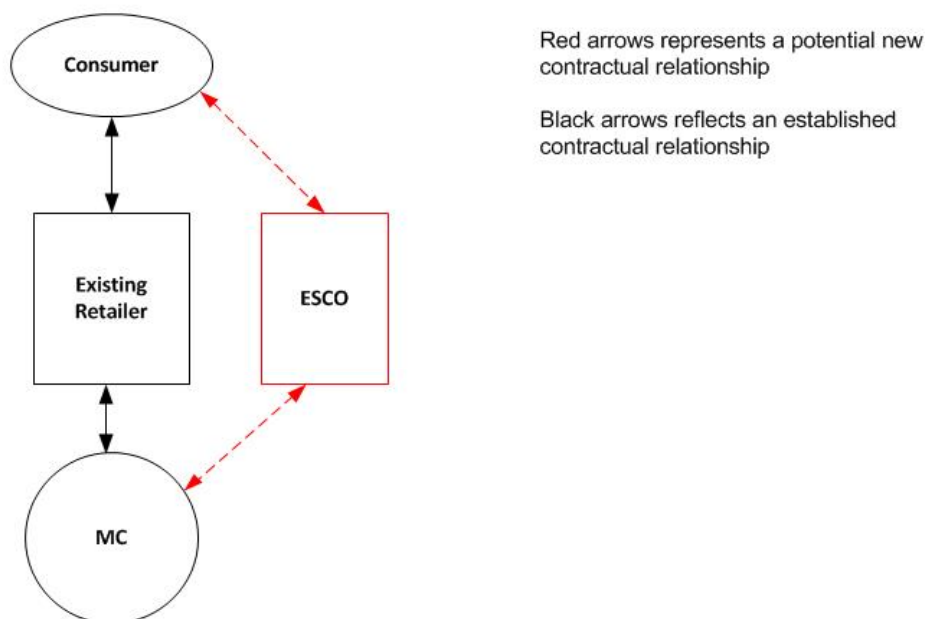 Consumer
Red arrows represents a potential new
contractual relationship
Black arrows reflects an established
contractual relationship
Existing
Retailer
ESCO
MC